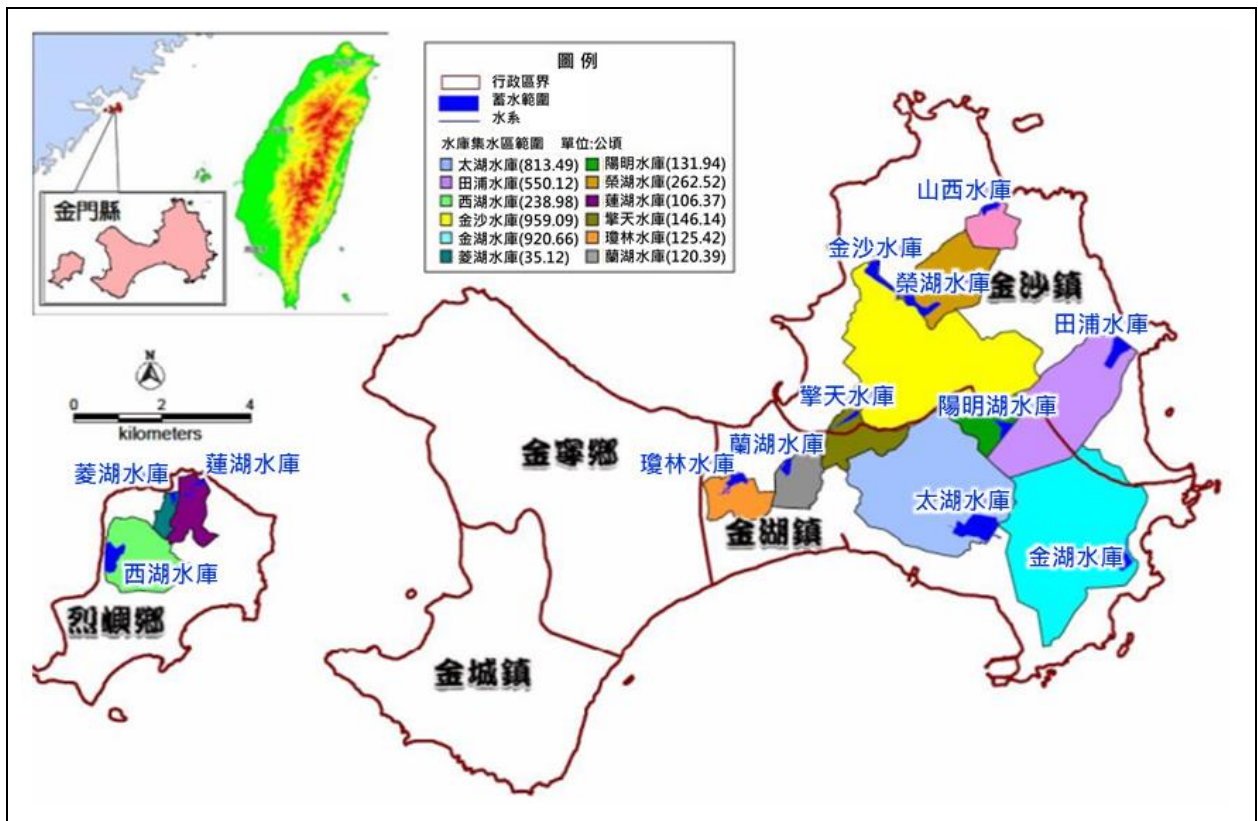 金門縣
圖 例
行政區界
蓄水範圍
水系
水庫集水區範圍 單位:公頃
太湖水庫(813.49) 陽明水庫(131.94)
田浦水庫(550.12) 榮湖水庫(262.52)
西湖水庫(238.98) 蓮湖水庫(106.37)
金沙水庫(959.09) 擎天水庫(146.14)
金湖水庫(920.66) 瓊林水庫(125.42)
菱湖水庫(35.12) 蘭湖水庫(120.39)
N
0 2 4
kilometers
山西水庫
金沙水庫
榮湖水庫
金沙鎮
田浦水庫
擎天水庫
陽明湖水庫
蘭湖水庫
瓊林水庫
金寧鄉
太湖水庫
金湖鎮
金湖水庫
菱湖水庫
蓮湖水庫
西湖水庫
烈嶼鄉
金城鎮